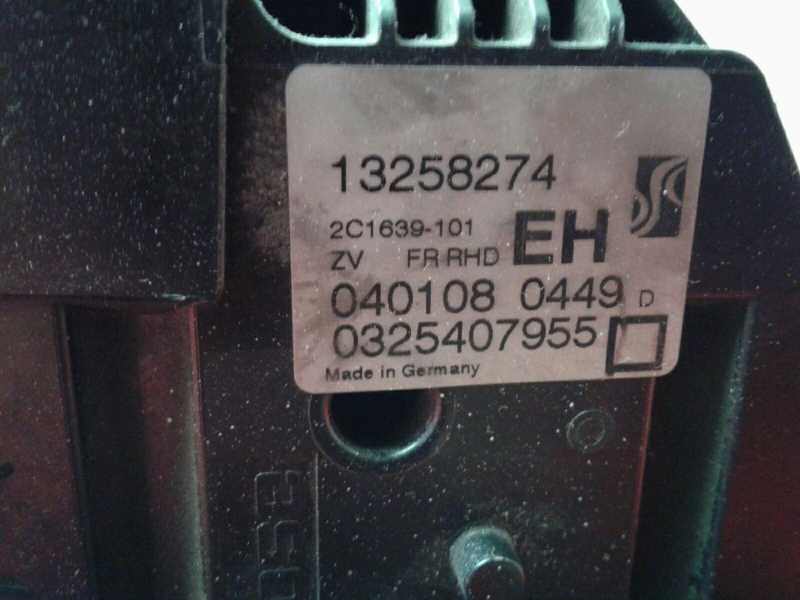 13258274
2C1639-101 EH
ZV FR RHD
040108 0449 D
0325407955
Made in Germany